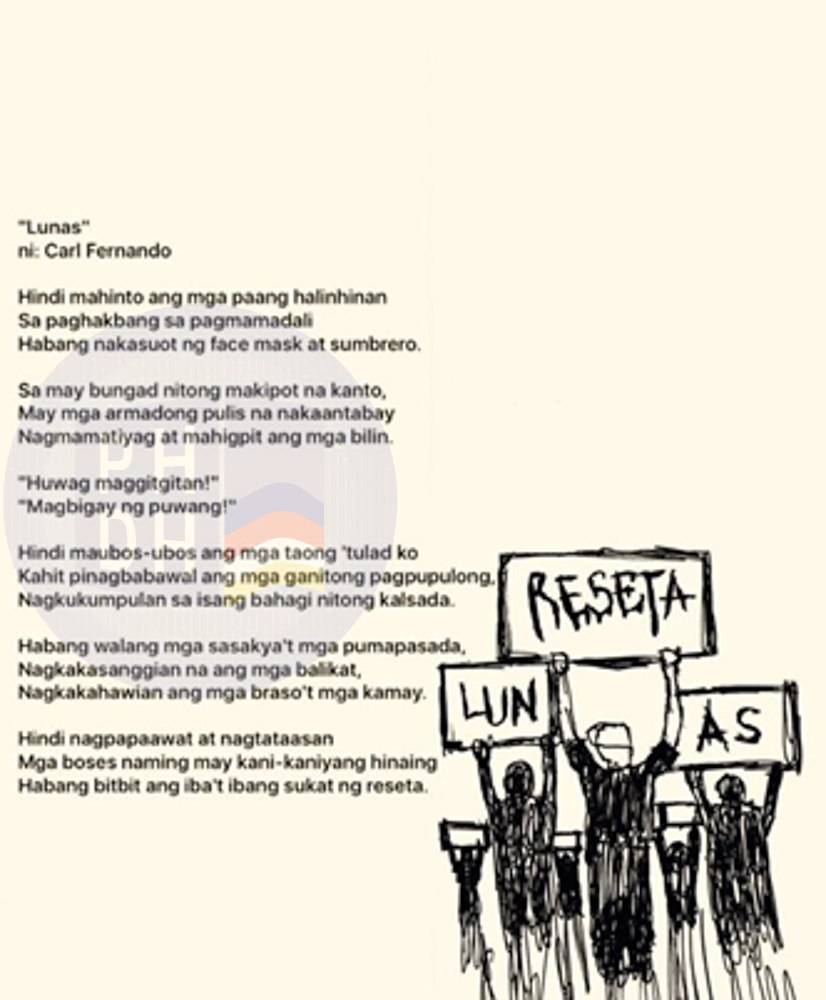 "Lunas"
ni: Carl Fernando
Hindi mahinto ang mga paang halinhinan
Sa paghakbang sa pagmamadali
Habang nakasuot ng face mask at sumbrero.
Sa may bungad nitong makipot na kanto,
May mga armadong pulis na nakaantabay
Nagmamatiyag at mahigpit ang mga bilin.
"Huwag maggitgitan!"
"Magbigay ng puwang!"
Hindi maubos-ubos ang mga taong 'tulad ko
Kahit pinagbabawal ang mga ganitong pagpupulong,
Nagkukumpulan sa isang bahagi nitong kalsada.
Habang walang mga sasakya't mga pumapasada,
Nagkakasanggian na ang mga balikat,
Nagkakahawian ang mga braso't mga kamay.
Hindi nagpapaawat at nagtataasan
Mga boses naming may kani-kaniyang hinaing
Habang bitbit ang iba't ibang sukat ng reseta.
RESETA
LUN
AS
PH
DH